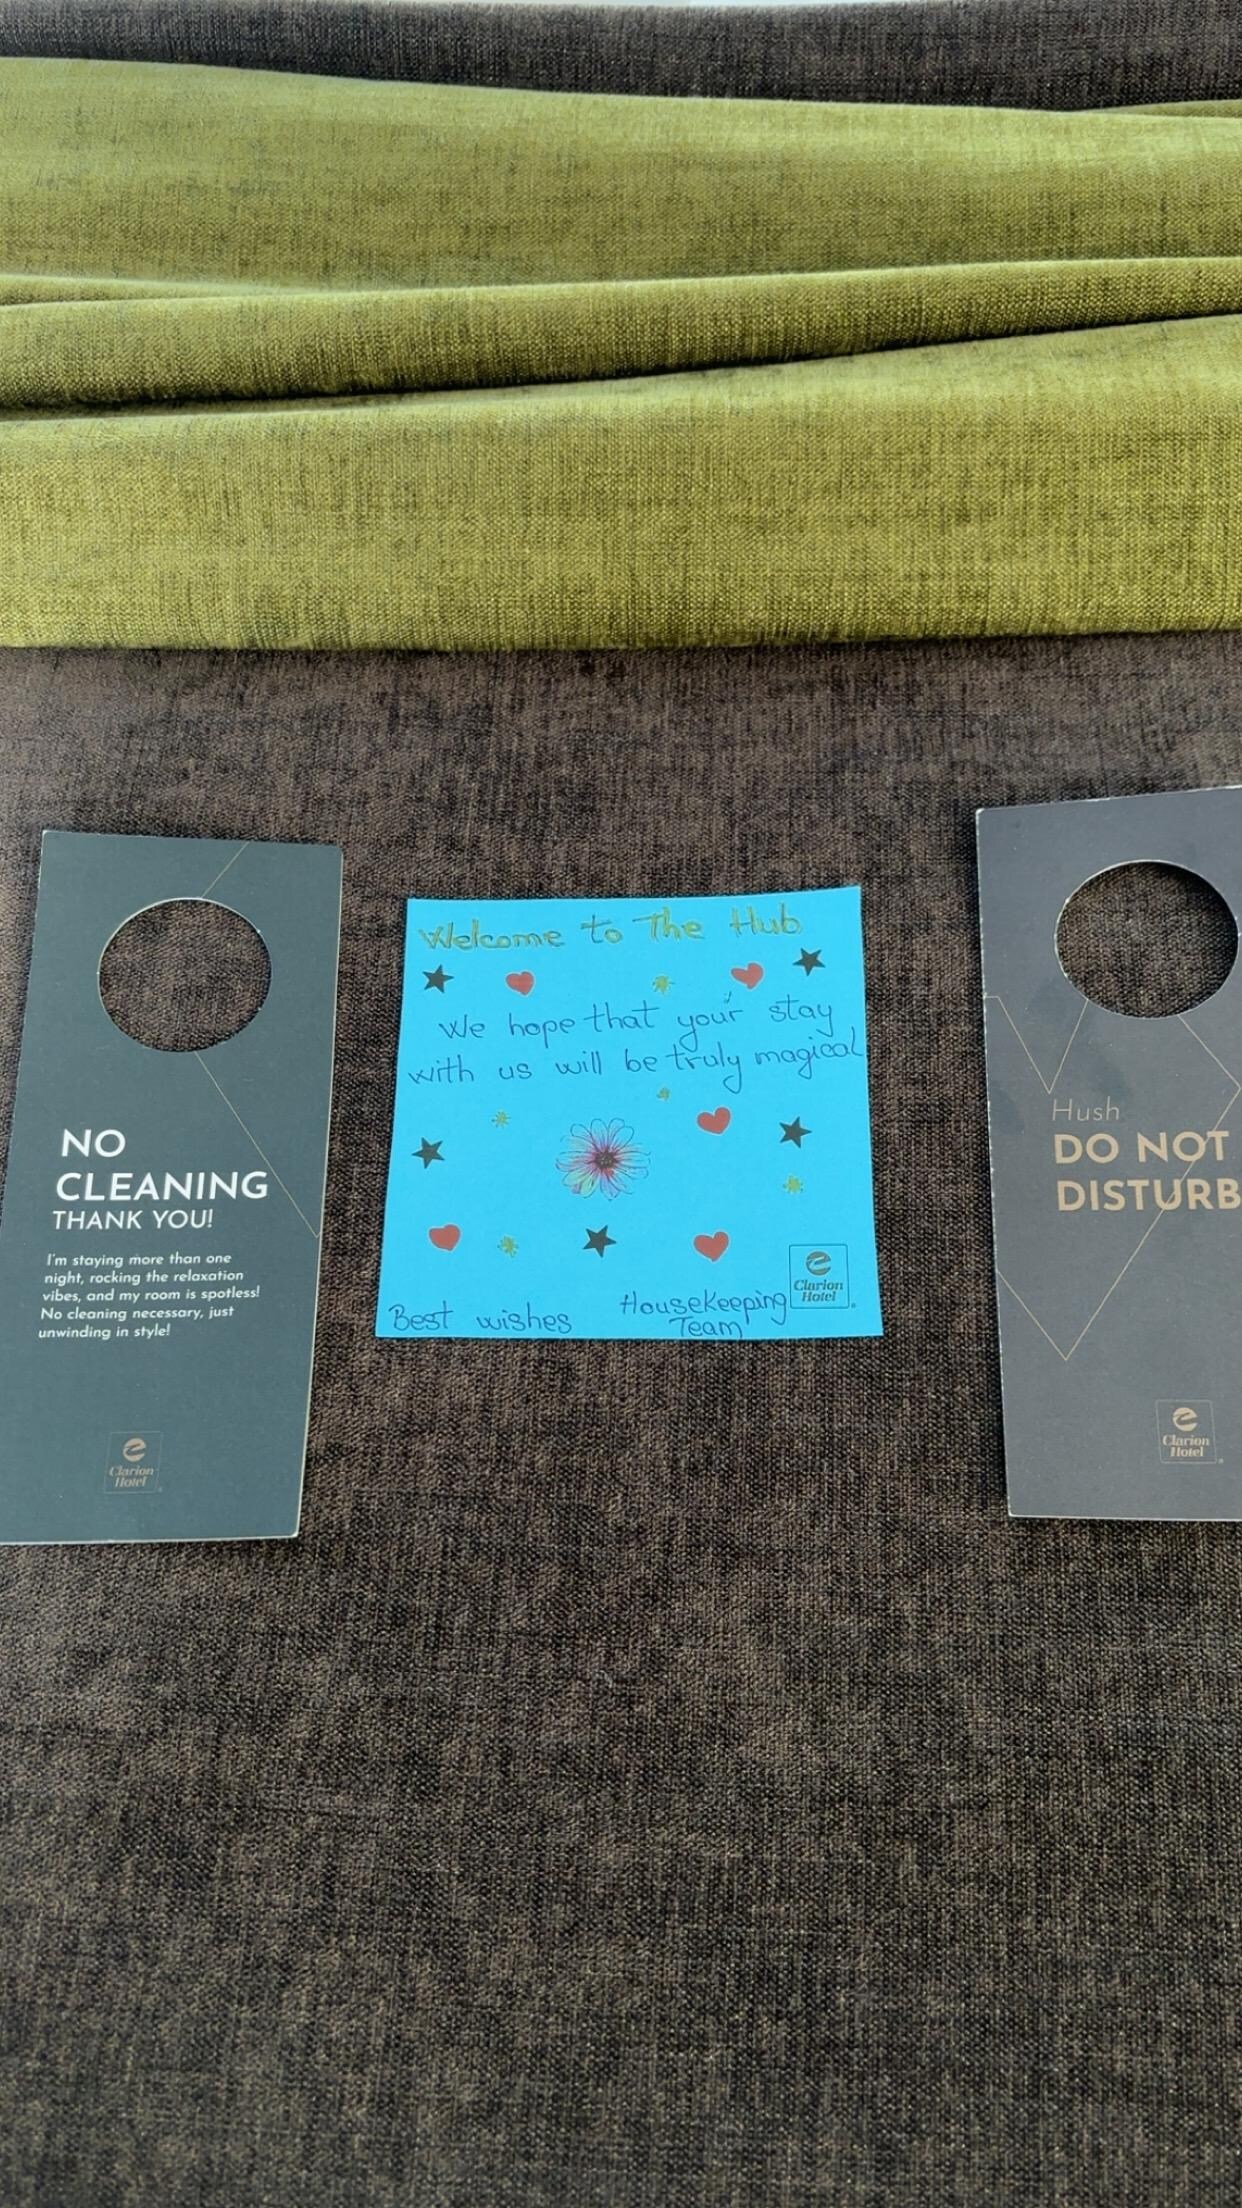 NO
CLEANING
THANK YOU!
I'm staying more than one
night, rocking the relaxation
vibes, and my room is spotless!
No cleaning necessary, just
unwinding in style!
Clarion
Hotel
Welcome to The Hub
We hope that your stay
with us will be truly magical
Best wishes
HouseKeeping
Team
Clarion
Hotel
Hush
DO NOT
DISTURB
Clarion
Hotel